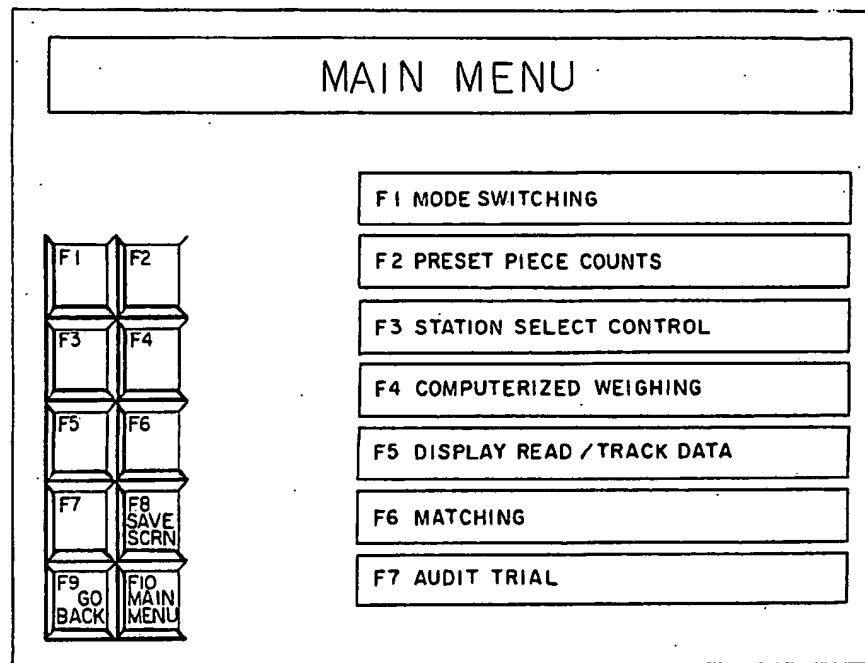 MAIN MENU
F1 MODE SWITCHING
F2 PRESET PIECE COUNTS
F3 STATION SELECT CONTROL
F4 COMPUTERIZED WEIGHING
F5 DISPLAY READ / TRACK DATA
F6 MATCHING
F7 AUDIT TRIAL
F1 F2
F3 F4
F5 F6
F7 F8
SAVE
SCRN
F9 F10
GO MAIN
BACK MENU